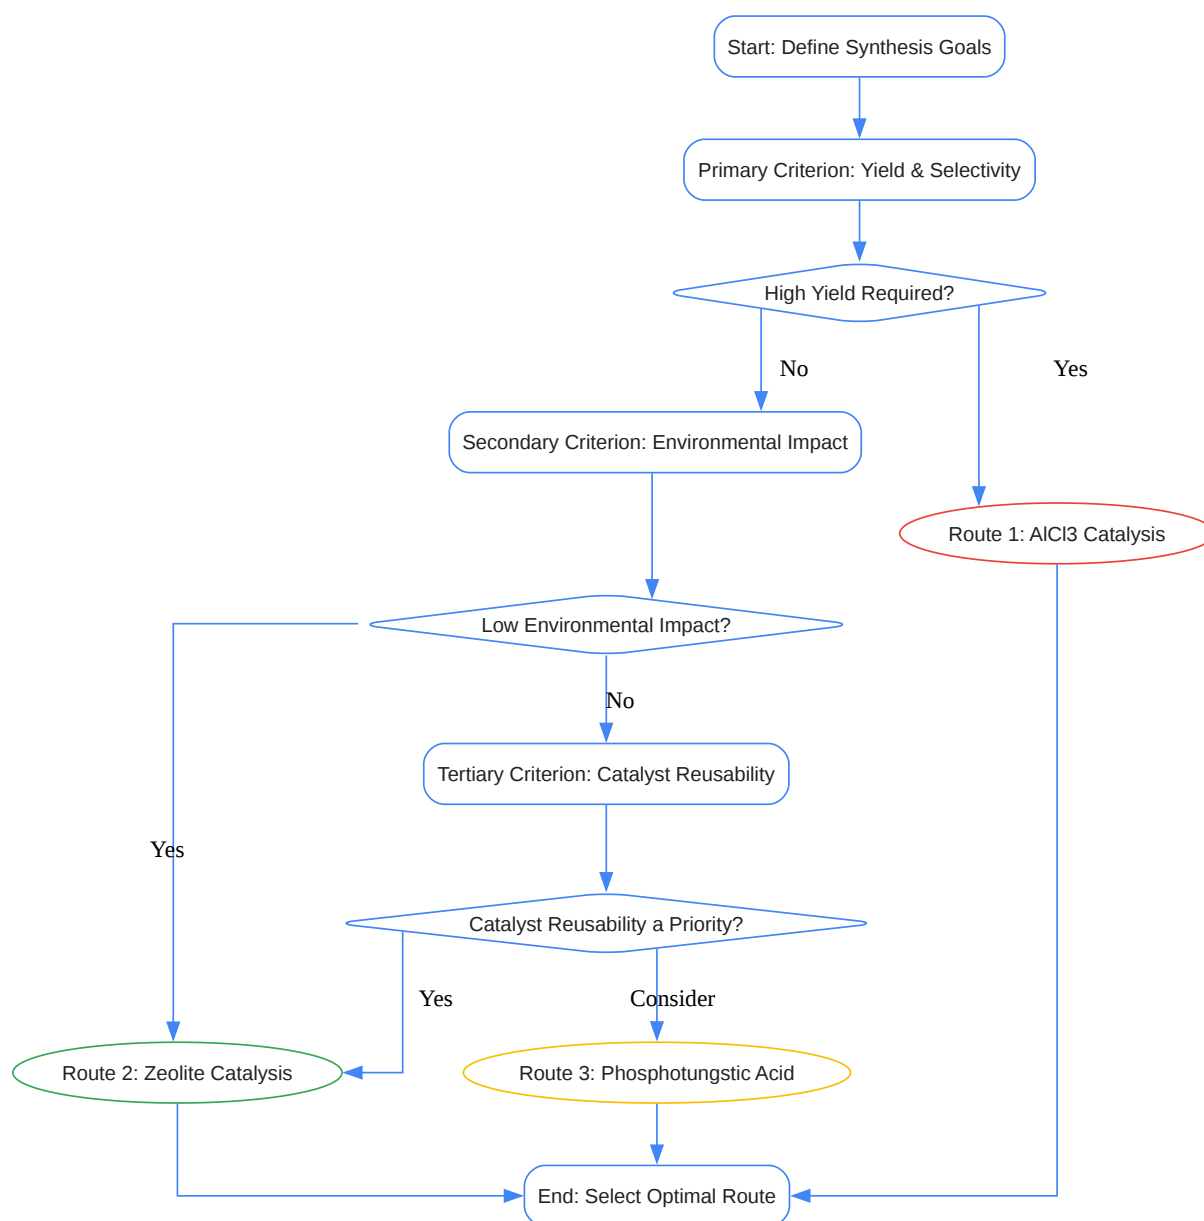 Start: Define Synthesis Goals
Primary Criterion: Yield & Selectivity
High Yield Required?
No
Yes
Secondary Criterion: Environmental Impact
Route 1: AlCl3 Catalysis
Low Environmental Impact?
No
Tertiary Criterion: Catalyst Reusability
Yes
Catalyst Reusability a Priority?
Yes
Consider
Route 2: Zeolite Catalysis
Route 3: Phosphotungstic Acid
End: Select Optimal Route